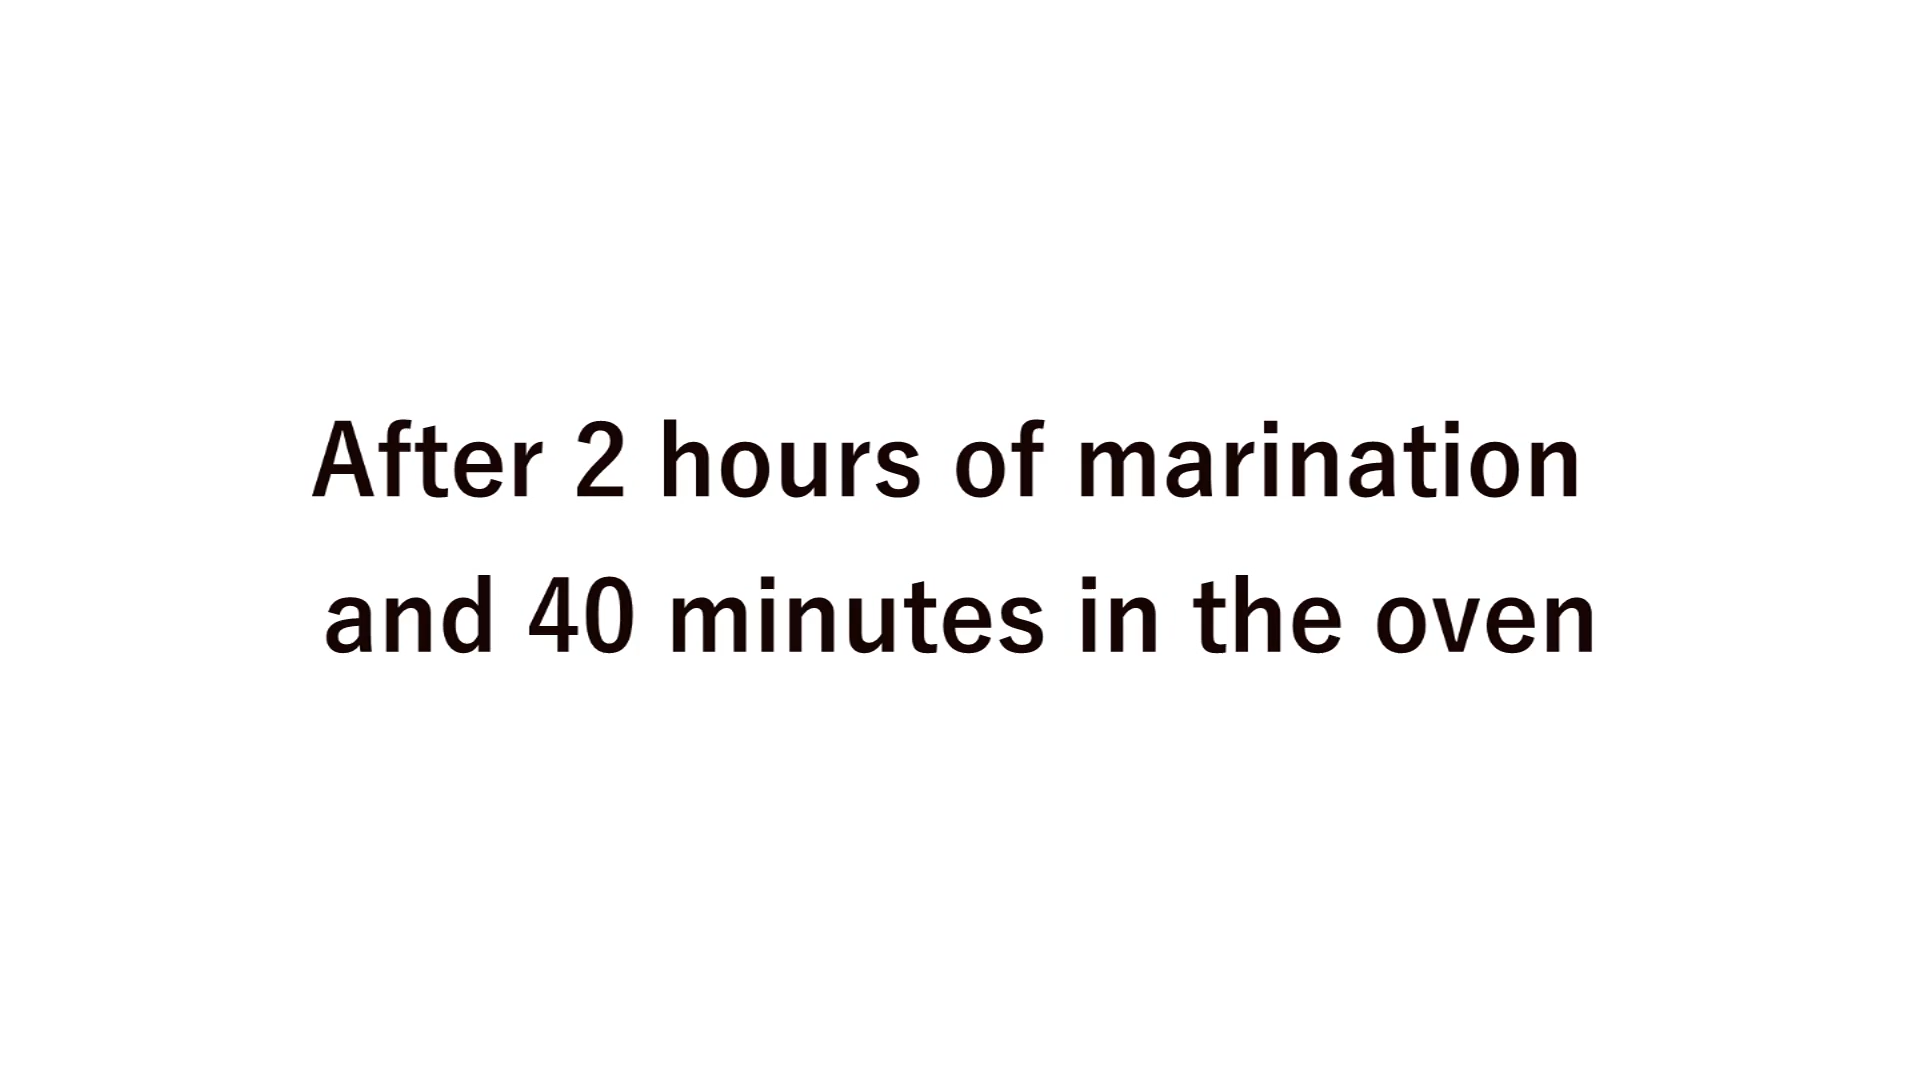 After 2 hours of marination
and 40 minutes in the oven